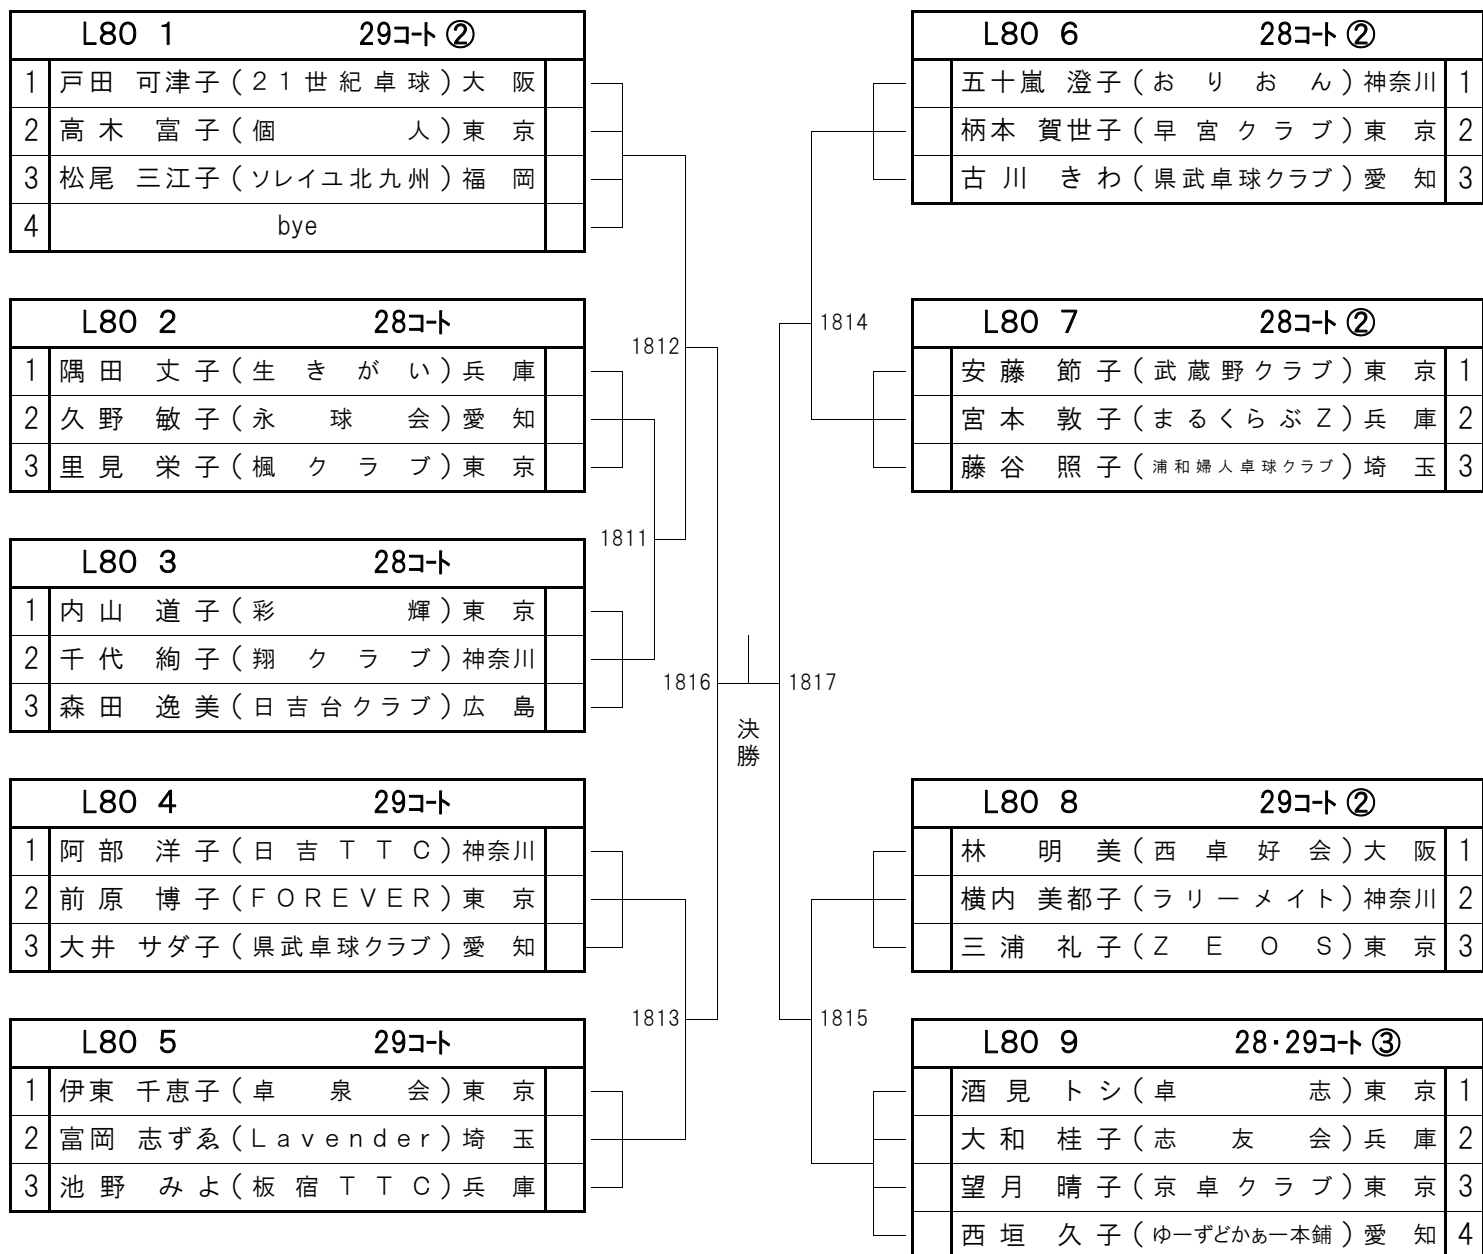 L80 1 29コート ②
1 戸田 可津子 (21世紀卓球) 大阪
2 高木 富子 (個人) 東京
3 松尾 三江子 (ソレイユ北九州) 福岡
4 bye
L80 2 28コート
1 隅田 丈子 (生きがい) 兵庫
2 久野 敏子 (永球会) 愛知
3 里見 栄子 (楓クラブ) 東京
L80 3 28コート
1 内山 道子 (彩輝) 東京
2 千代 絢子 (翔クラブ) 神奈川
3 森田 逸美 (日吉台クラブ) 広島
L80 4 29コート
1 阿部 洋子 (日吉TTC) 神奈川
2 前原 博子 (FOREVER) 東京
3 大井 サダ子 (県武卓球クラブ) 愛知
L80 5 29コート
1 伊東 千恵子 (卓泉会) 東京
2 富岡 志ずゑ (Lavender) 埼玉
3 池野 みよ (板宿TTC) 兵庫
1812
1811
1816
1813
決勝
1814
1817
1815
L80 6 28コート ②
五十嵐 澄子 (おりおん) 神奈川 1
柄本 賀世子 (早宮クラブ) 東京 2
古川 きわ (県武卓球クラブ) 愛知 3
L80 7 28コート ②
安藤 節子 (武蔵野クラブ) 東京 1
宮本 敦子 (まるくらぶZ) 兵庫 2
藤谷 照子 (浦和婦人卓球クラブ) 埼玉 3
L80 8 29コート ②
林 明美 (西卓好会) 大阪 1
横内 美都子 (ラリーメイト) 神奈川 2
三浦 礼子 (ZEOS) 東京 3
L80 9 28・29コート ③
酒見 トシ (卓志) 東京 1
大和 桂子 (志友会) 兵庫 2
望月 晴子 (京卓クラブ) 東京 3
西垣 久子 (ゆーずどかぁー本鋪) 愛知 4